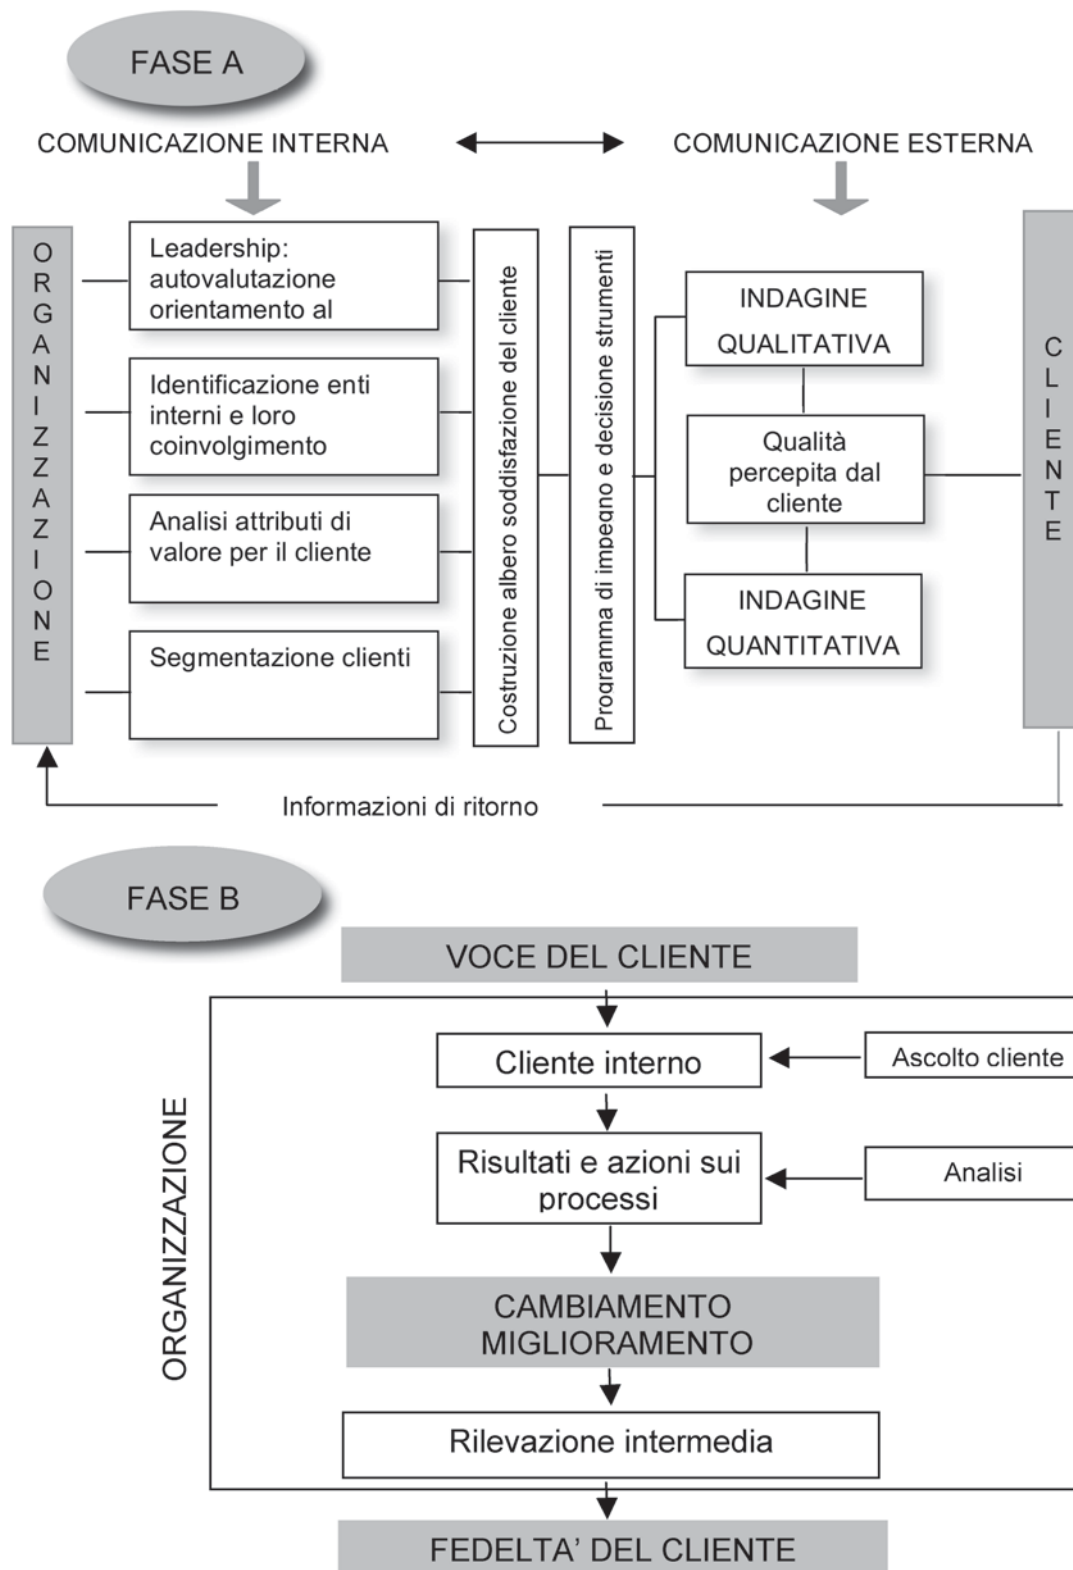 FASE A
COMUNICAZIONE INTERNA
COMUNICAZIONE ESTERNA
ORGANIZZAZIONE
Leadership:
autovalutazione
orientamento al
Identificazione enti
interni e loro
coinvolgimento
Analisi attributi di
valore per il cliente
Segmentazione clienti
Costruzione albero soddisfazione del cliente
Programma di impegno e decisione strumenti
INDAGINE
QUALITATIVA
Qualità
percepita dal
cliente
INDAGINE
QUANTITATIVA
CLIENTE
Informazioni di ritorno
FASE B
VOCE DEL CLIENTE
ORGANIZZAZIONE
Cliente interno
Ascolto cliente
Risultati e azioni sui
processi
Analisi
CAMBIAMENTO
MIGLIORAMENTO
Rilevazione intermedia
FEDELTA' DEL CLIENTE